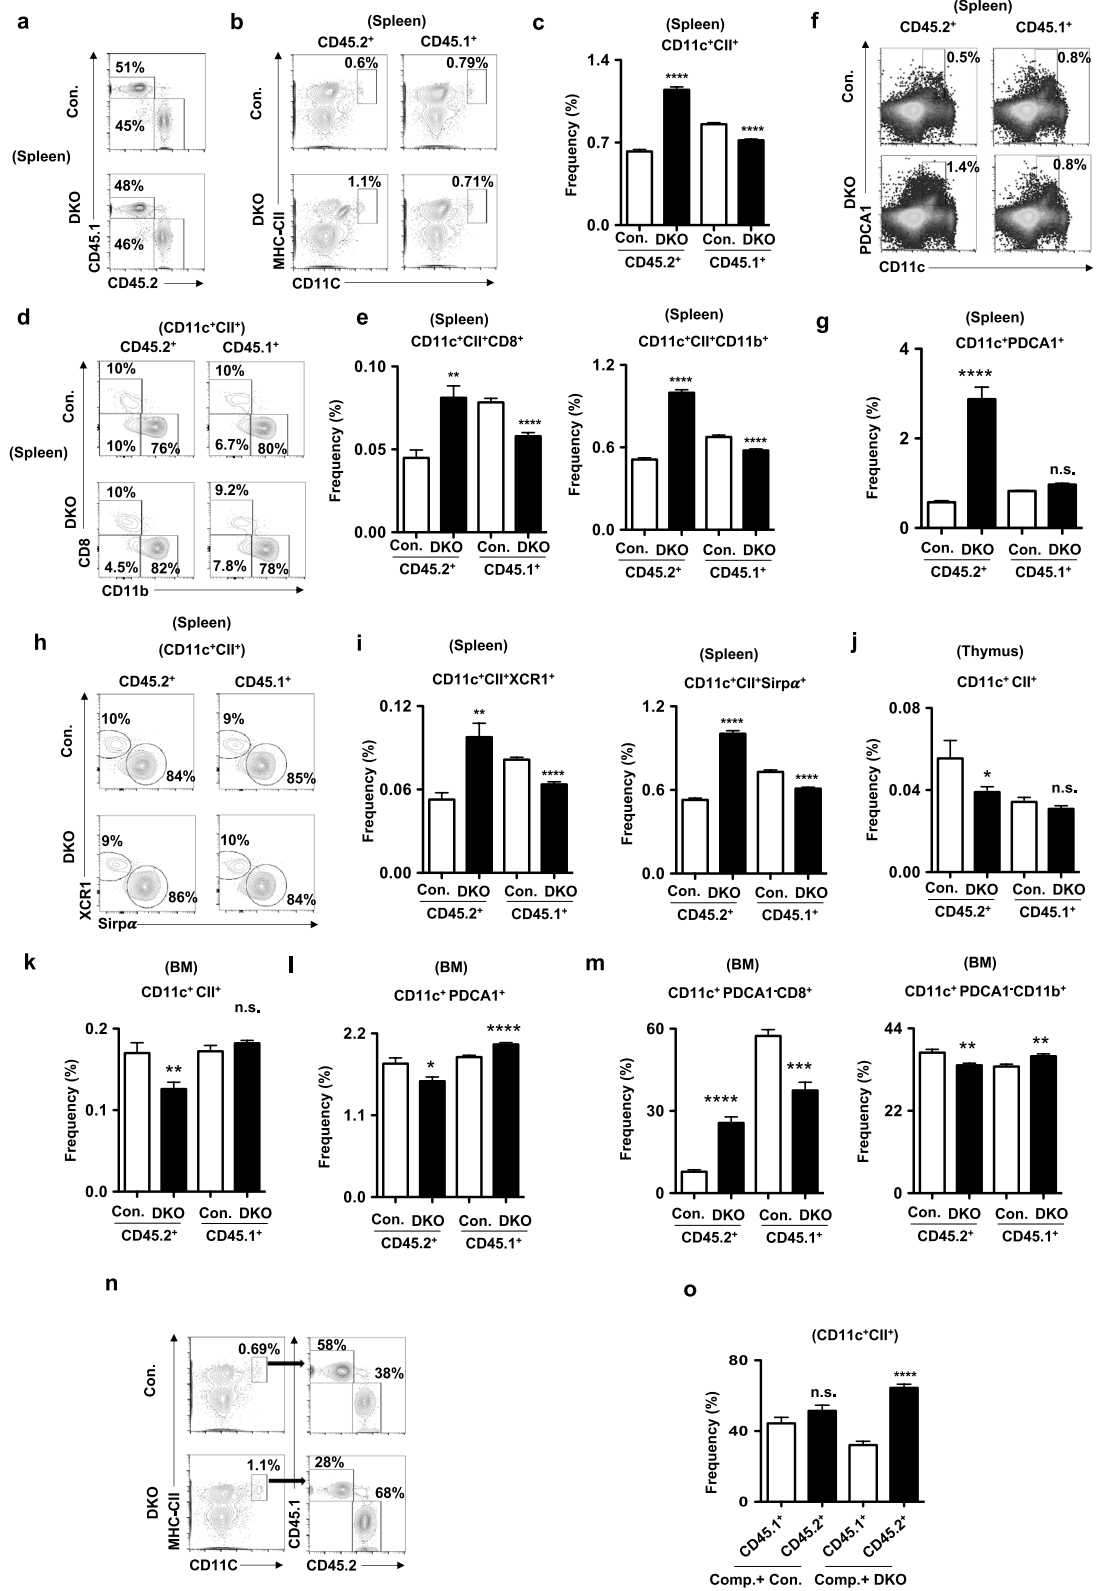 a
51%
45%
Con.
(Spleen)
48%
46%
DKO
CD45.1
CD45.2
b
(Spleen)
CD45.2⁺ CD45.1⁺
0.6% 0.79%
Con.
1.1% 0.71%
DKO
MHC-CII
CD11C
c
(Spleen)
CD11c⁺CII⁺
Frequency (%)
1.4
0.7
0.0
**** ****
Con. DKO Con. DKO
CD45.2⁺ CD45.1⁺
f
(Spleen)
CD45.2⁺ CD45.1⁺
0.5% 0.8%
Con.
1.4% 0.8%
DKO
PDCA1
CD11c
d
(CD11c⁺CII⁺)
CD45.2⁺ CD45.1⁺
10% 10%
Con.
10% 76% 6.7% 80%
(Spleen)
10% 9.2%
DKO
4.5% 82% 7.8% 78%
CD8
CD11b
e
(Spleen)
CD11c⁺CII⁺CD8⁺
Frequency (%)
0.10
0.05
0.00
** ****
Con. DKO Con. DKO
CD45.2⁺ CD45.1⁺
(Spleen)
CD11c⁺CII⁺CD11b⁺
Frequency (%)
1.2
0.6
0.0
**** ****
Con. DKO Con. DKO
CD45.2⁺ CD45.1⁺
g
(Spleen)
CD11c⁺PDCA1⁺
Frequency (%)
4
2
0
**** n.s.
Con. DKO Con. DKO
CD45.2⁺ CD45.1⁺
h
(Spleen)
(CD11c⁺CII⁺)
CD45.2⁺ CD45.1⁺
10% 9%
Con.
84% 85%
9% 10%
DKO
86% 84%
XCR1
Sirpα
i
(Spleen)
CD11c⁺CII⁺XCR1⁺
Frequency (%)
0.12
0.06
0.00
** ****
Con. DKO Con. DKO
CD45.2⁺ CD45.1⁺
(Spleen)
CD11c⁺CII⁺Sirpα⁺
Frequency (%)
1.2
0.6
0.0
**** ****
Con. DKO Con. DKO
CD45.2⁺ CD45.1⁺
j
(Thymus)
CD11c⁺ CII⁺
Frequency (%)
0.08
0.04
0.00
* n.s.
Con. DKO Con. DKO
CD45.2⁺ CD45.1⁺
k
(BM)
CD11c⁺ CII⁺
Frequency (%)
0.2
0.1
0.0
** n.s.
Con. DKO Con. DKO
CD45.2⁺ CD45.1⁺
l
(BM)
CD11c⁺ PDCA1⁺
Frequency (%)
2.2
1.1
0.0
* ****
Con. DKO Con. DKO
CD45.2⁺ CD45.1⁺
m
(BM)
CD11c⁺ PDCA1⁻CD8⁺
Frequency (%)
60
30
0
**** ***
Con. DKO Con. DKO
CD45.2⁺ CD45.1⁺
(BM)
CD11c⁺ PDCA1⁻CD11b⁺
Frequency (%)
44
22
0
** **
Con. DKO Con. DKO
CD45.2⁺ CD45.1⁺
n
0.69% 58%
38%
Con.
1.1% 28%
68%
DKO
MHC-CII
CD45.1
CD11C CD45.2
o
(CD11c⁺CII⁺)
Frequency (%)
80
40
0
n.s. ****
CD45.1⁺ CD45.2⁺ CD45.1⁺ CD45.2⁺
Comp.+ Con. Comp.+ DKO